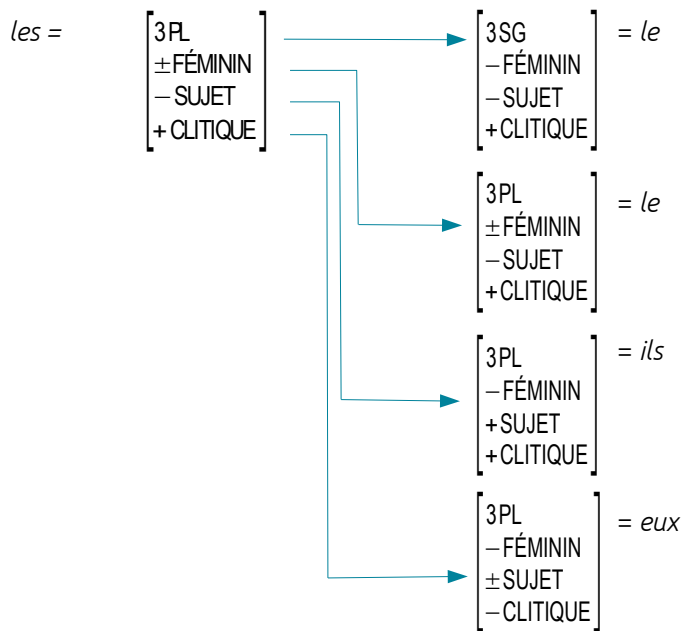 les =
3PL
±FÉMININ
−SUJET
+CLITIQUE
3SG
−FÉMININ
−SUJET
+CLITIQUE
= le
3PL
±FÉMININ
−SUJET
+CLITIQUE
= le
3PL
−FÉMININ
+SUJET
+CLITIQUE
= ils
3PL
−FÉMININ
±SUJET
−CLITIQUE
= eux